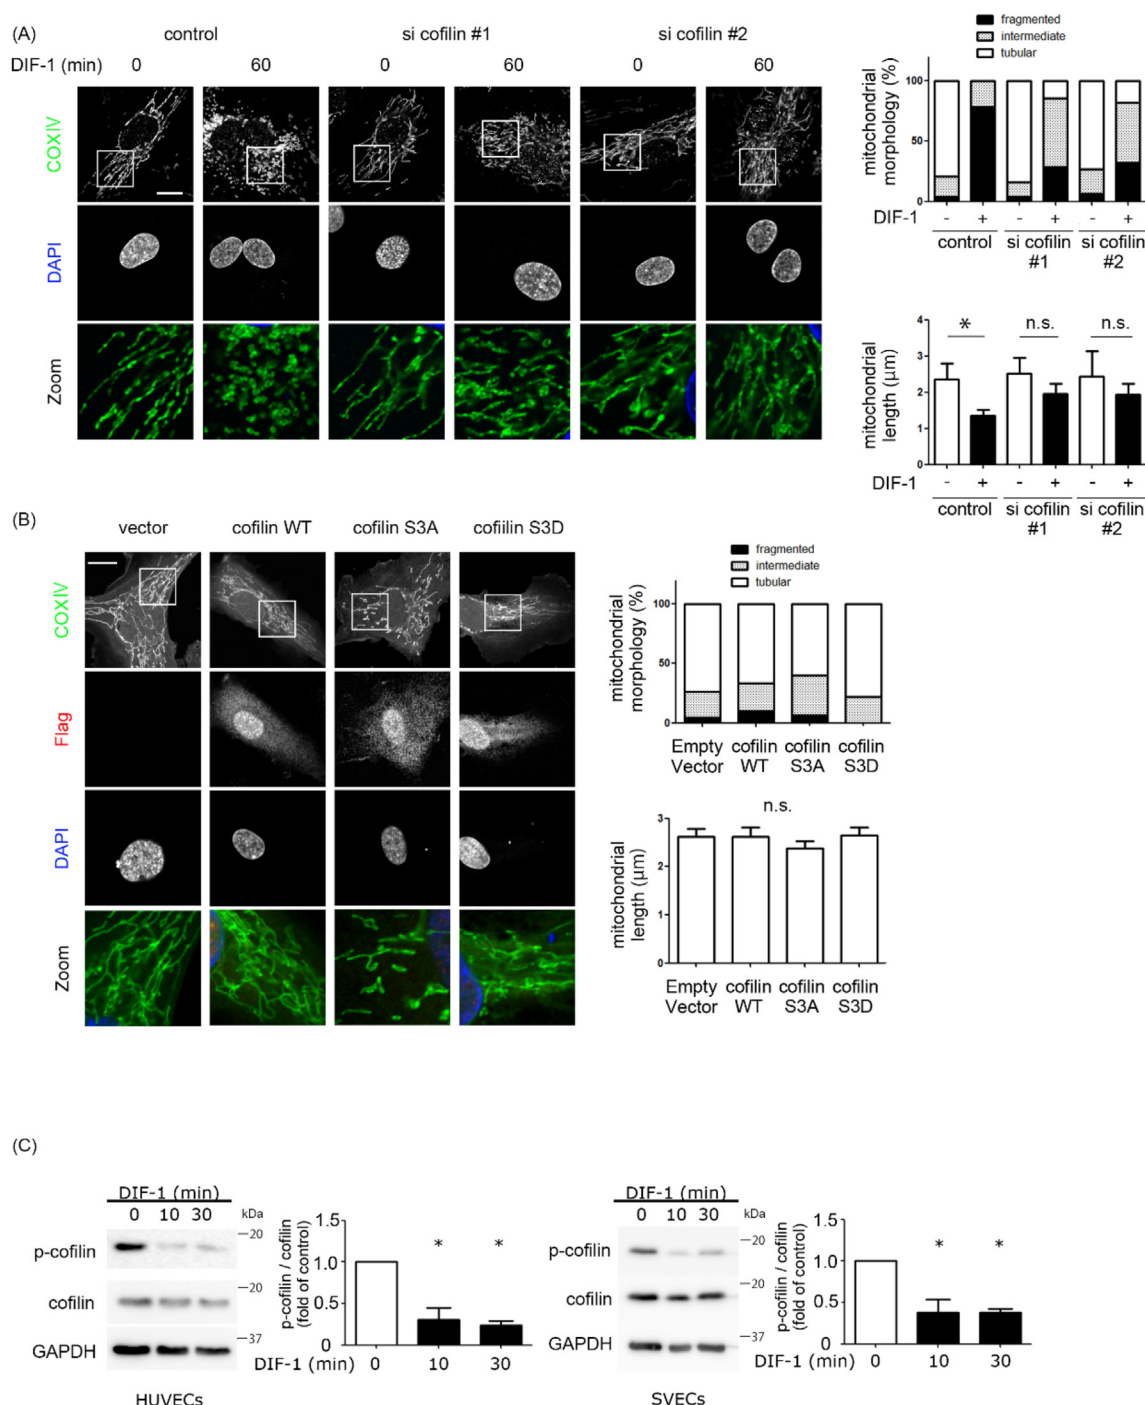 (A)
control si cofilin #1 si cofilin #2
DIF-1 (min) 0 60 0 60 0 60
COXIV
DAPI
Zoom
fragmented
intermediate
tubular
mitochondrial
morphology (%)
100
50
0
DIF-1 - + - + - +
control si cofilin si cofilin
#1 #2
mitochondrial
length (μm)
4
3
2
1
0
* n.s. n.s.
DIF-1 - + - + - +
control si cofilin si cofilin
#1 #2
(B)
vector cofilin WT cofilin S3A cofiilin S3D
COXIV
Flag
DAPI
Zoom
fragmented
intermediate
tubular
mitochondrial
morphology (%)
100
50
0
Empty cofilin cofilin cofilin
Vector WT S3A S3D
n.s.
mitochondrial
length (μm)
3
2
1
0
Empty cofilin cofilin cofilin
Vector WT S3A S3D
(C)
DIF-1 (min)
0 10 30 kDa
p-cofilin —20
cofilin —20
GAPDH —37
HUVECs
p-cofilin / cofilin
(fold of control)
1.5
1.0
0.5
0
* *
DIF-1 (min) 0 10 30
DIF-1 (min)
0 10 30 kDa
p-cofilin —20
cofilin —20
GAPDH —37
SVECs
p-cofilin / cofilin
(fold of control)
1.5
1.0
0.5
0
* *
DIF-1 (min) 0 10 30